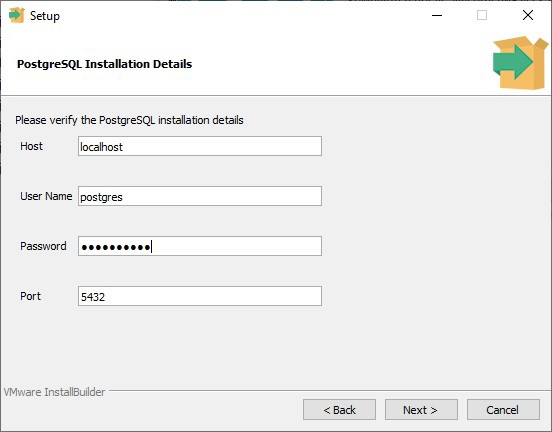 Setup
PostgreSQL Installation Details
Please verify the PostgreSQL installation details
Host localhost
User Name postgres
Password ●●●●●●●●●●
Port 5432
VMware InstallBuilder
< Back Next > Cancel